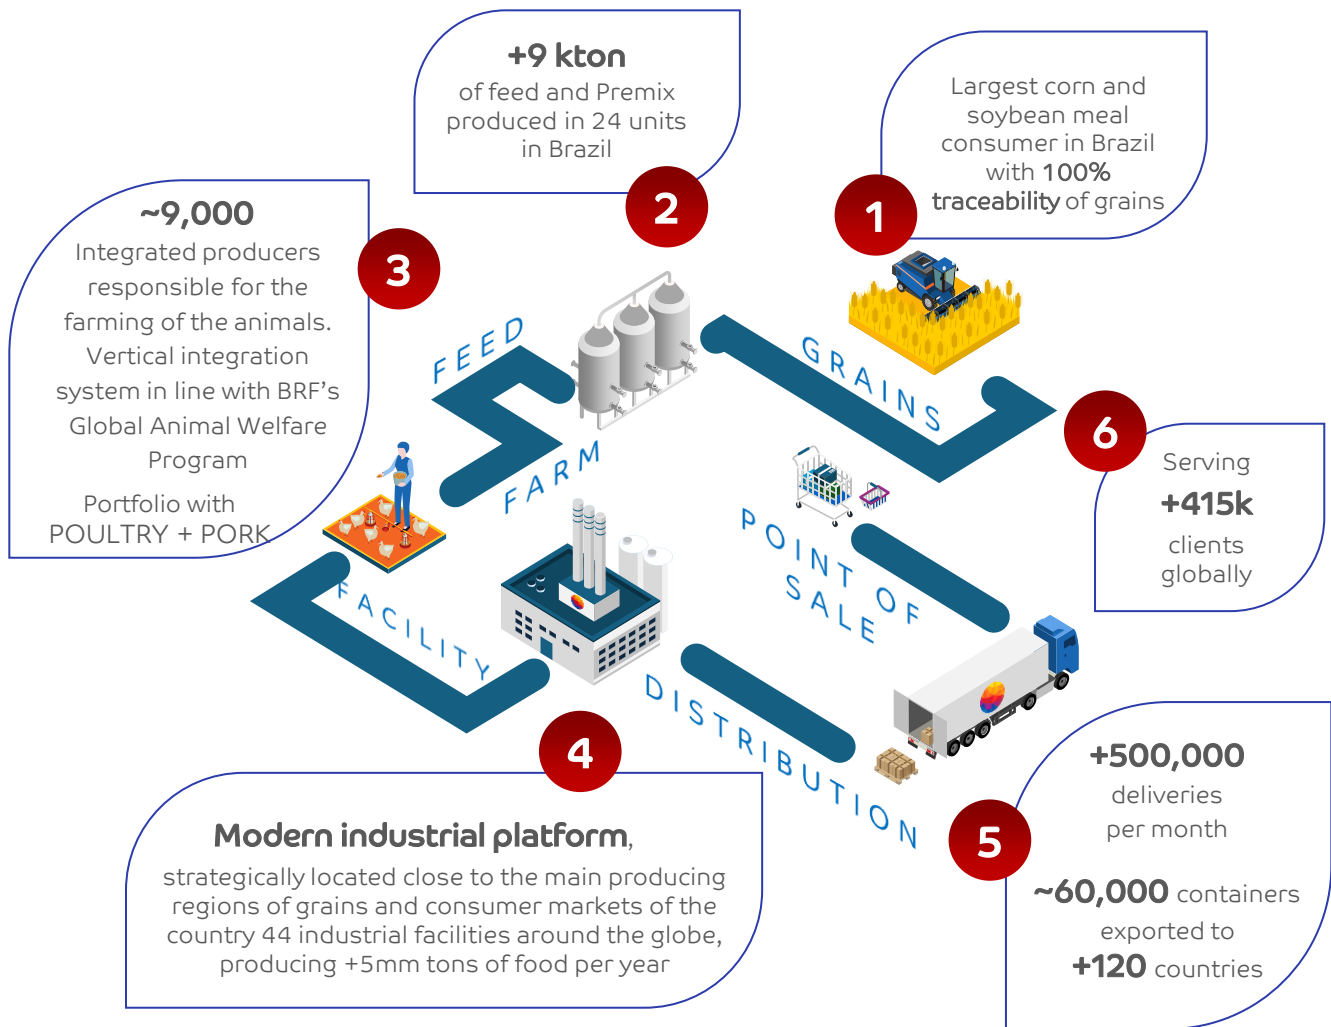 1
Largest corn and
soybean meal
consumer in Brazil
with 100%
traceability of grains
GRAINS
2
+9 kton
of feed and Premix
produced in 24 units
in Brazil
FEED
3
~9,000
Integrated producers
responsible for the
farming of the animals.
Vertical integration
system in line with BRF's
Global Animal Welfare
Program
Portfolio with
POULTRY + PORK
FARM
FACILITY
4
Modern industrial platform,
strategically located close to the main producing
regions of grains and consumer markets of the
country 44 industrial facilities around the globe,
producing +5mm tons of food per year
DISTRIBUTION
5
+500,000
deliveries
per month
~60,000 containers
exported to
+120 countries
POINT OF
SALE
6
Serving
+415k
clients
globally